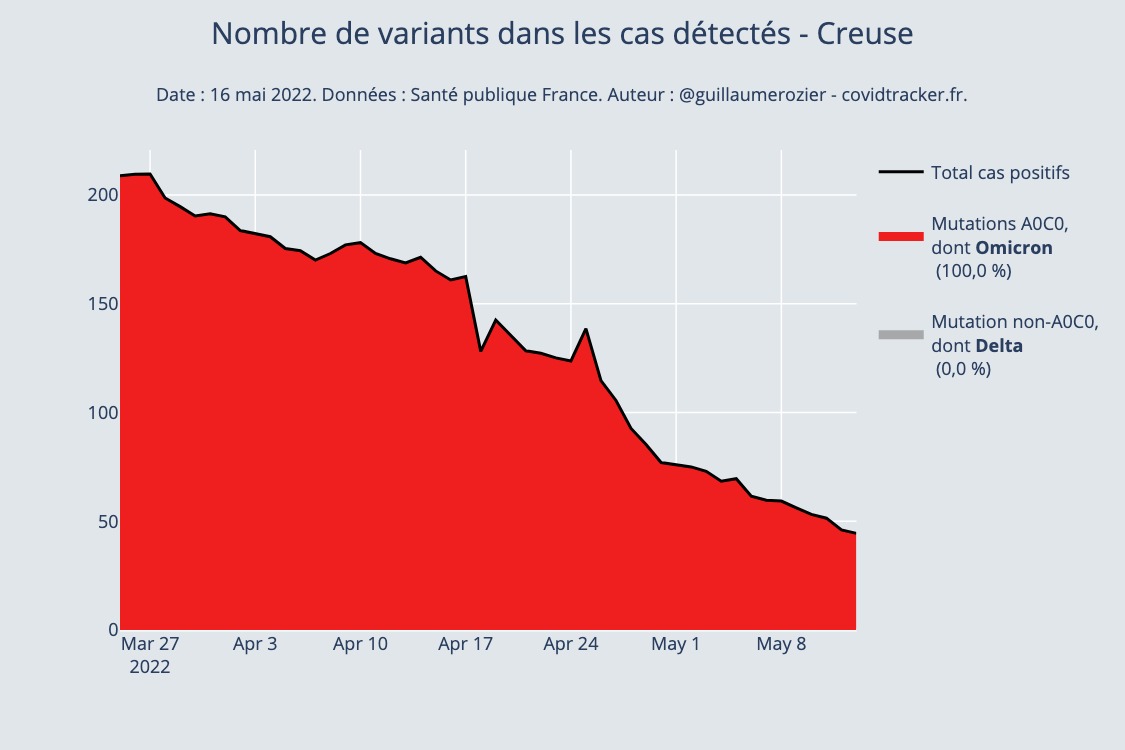 Nombre de variants dans les cas détectés - Creuse
Date : 16 mai 2022. Données : Santé publique France. Auteur : @guillaumerozier - covidtracker.fr.
Total cas positifs
Mutations A0C0,
dont Omicron
(100,0 %)
Mutation non-A0C0,
dont Delta
(0,0 %)
200
150
100
50
0
Mar 27
2022
Apr 3
Apr 10
Apr 17
Apr 24
May 1
May 8